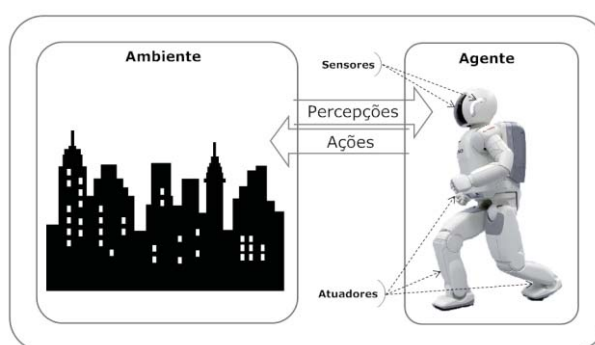 Ambiente
Sensores
Agente
Percepções
Ações
Atuadores